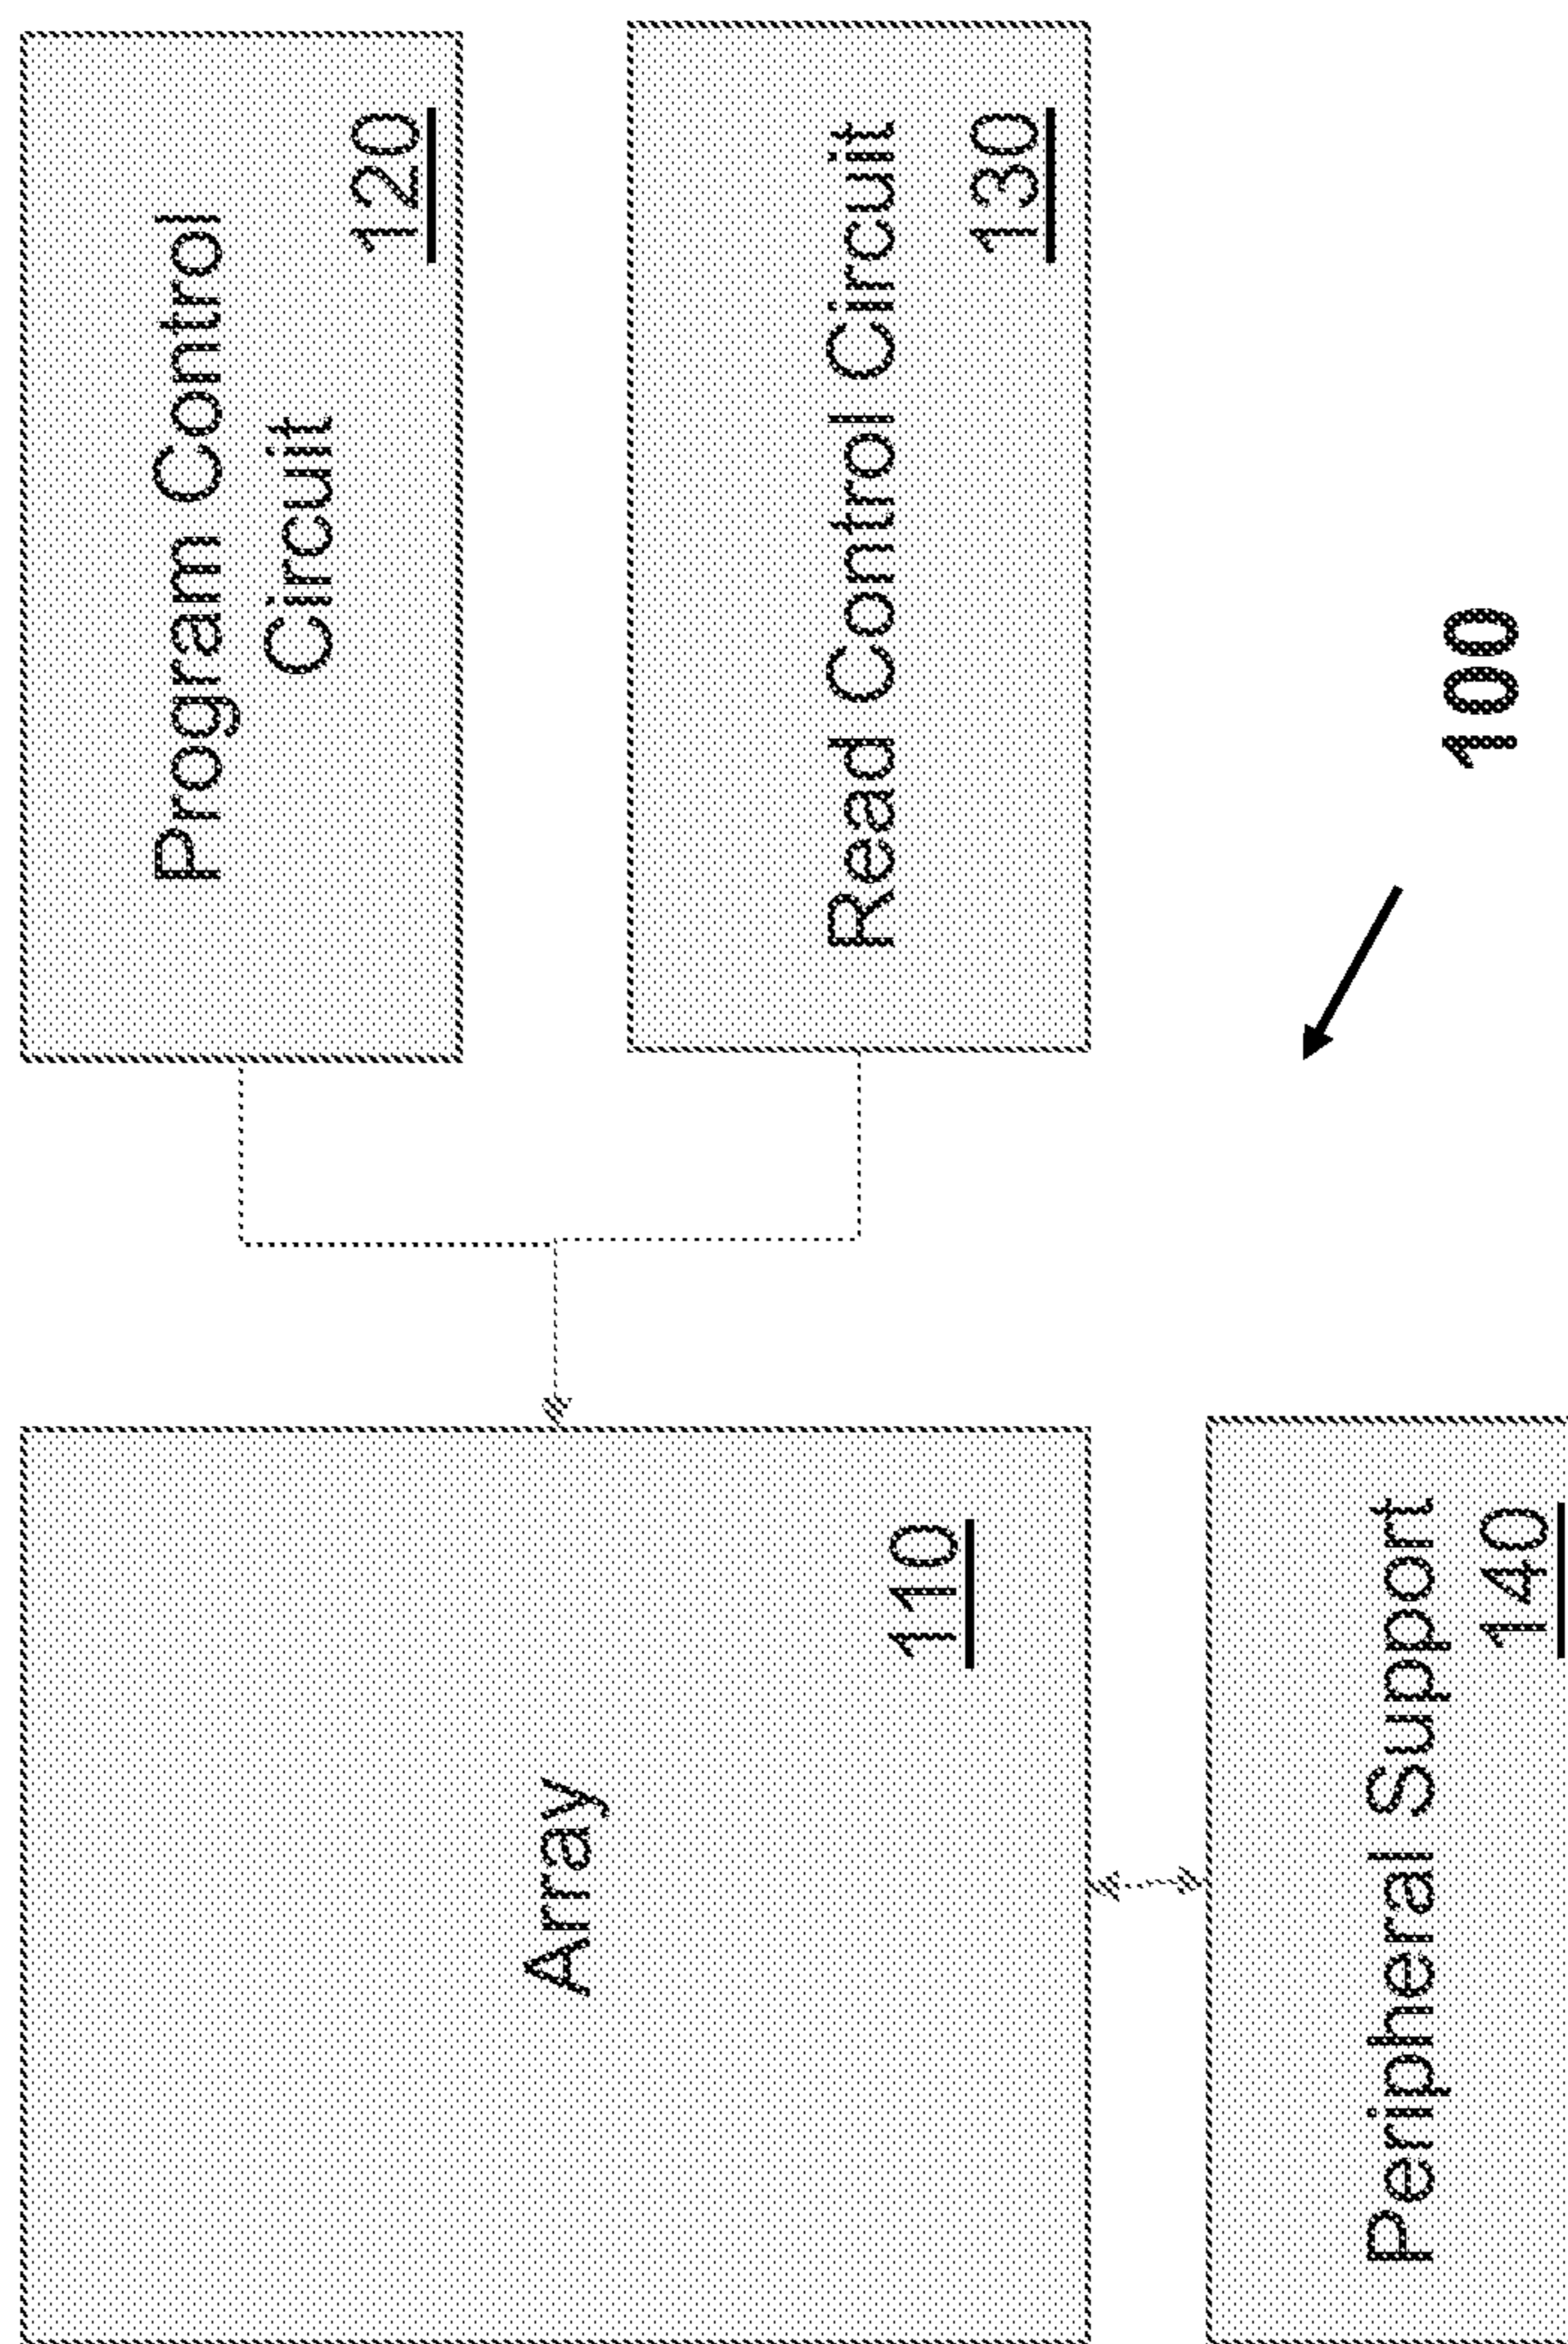 Array
110
Program Control
Circuit
120
Read Control Circuit
130
Peripheral Support
140
100